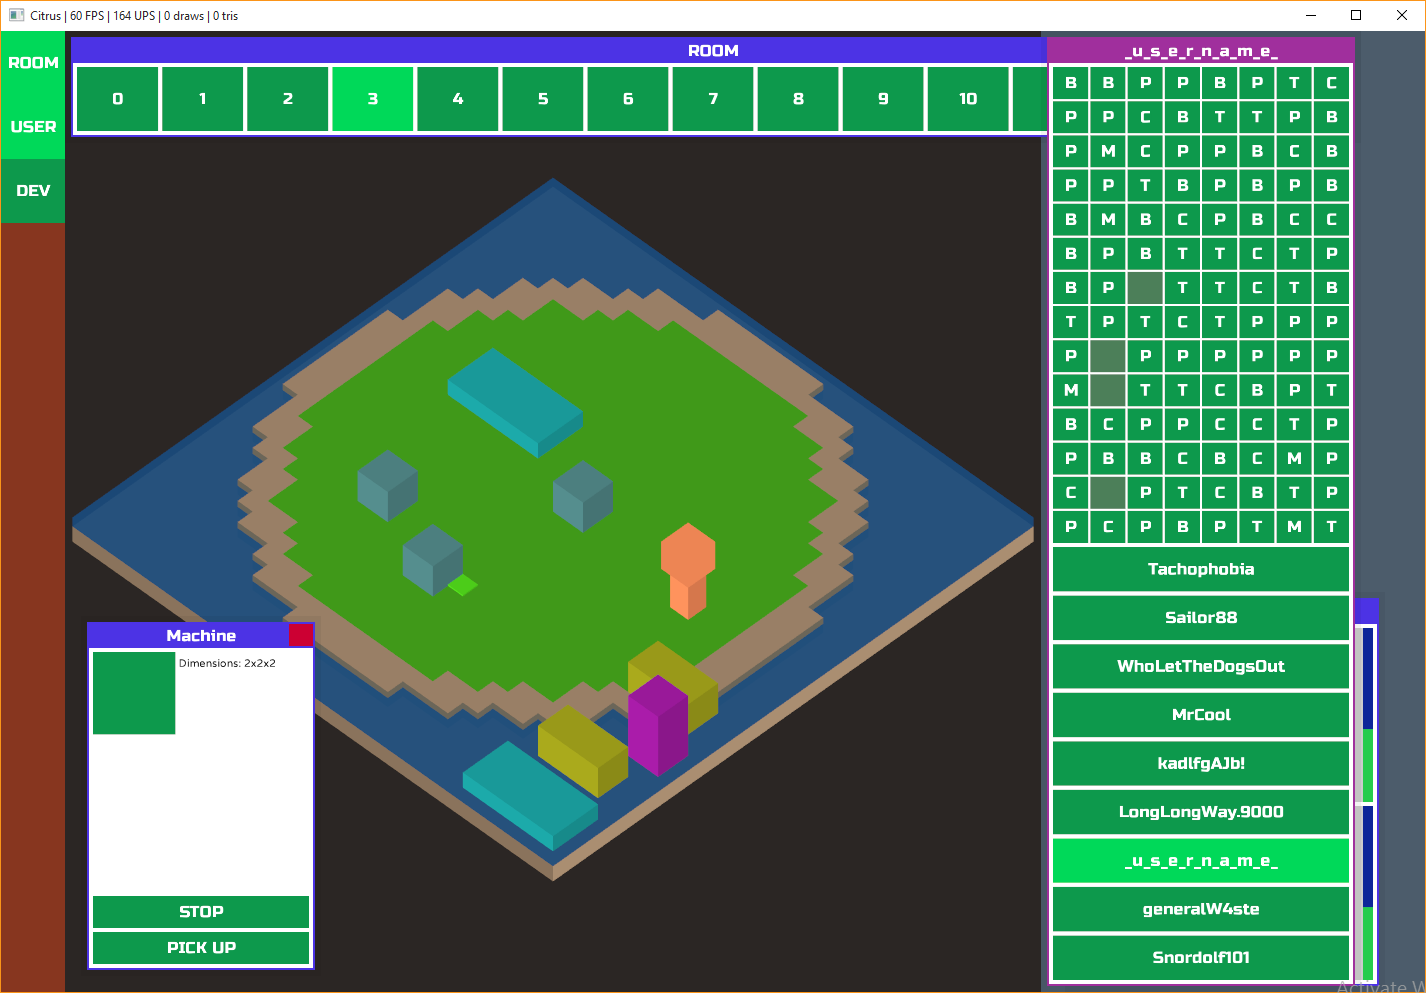 Citrus | 60 FPS | 164 UPS | 0 draws | 0 tris
ROOM
USER
DEV
ROOM
0 1 2 3 4 5 6 7 8 9 10
_u_s_e_r_n_a_m_e_
B B P P B P T C
P P C B T T P B
P M C P P B C B
P P T B P B P B
B M B C P B C C
B P B T T C T P
B P T T C T B
T P T C T P P P
P P P P P P P
M T T C B P T
B C P P C C T P
P B B C B C M P
C P T C B T P
P C P B P T M T
Tachophobia
Sailor88
WhoLetTheDogsOut
MrCool
kadlfgAJb!
LongLongWay.9000
_u_s_e_r_n_a_m_e_
generalW4ste
Snordolf101
Machine
Dimensions: 2x2x2
STOP
PICK UP
Activate W